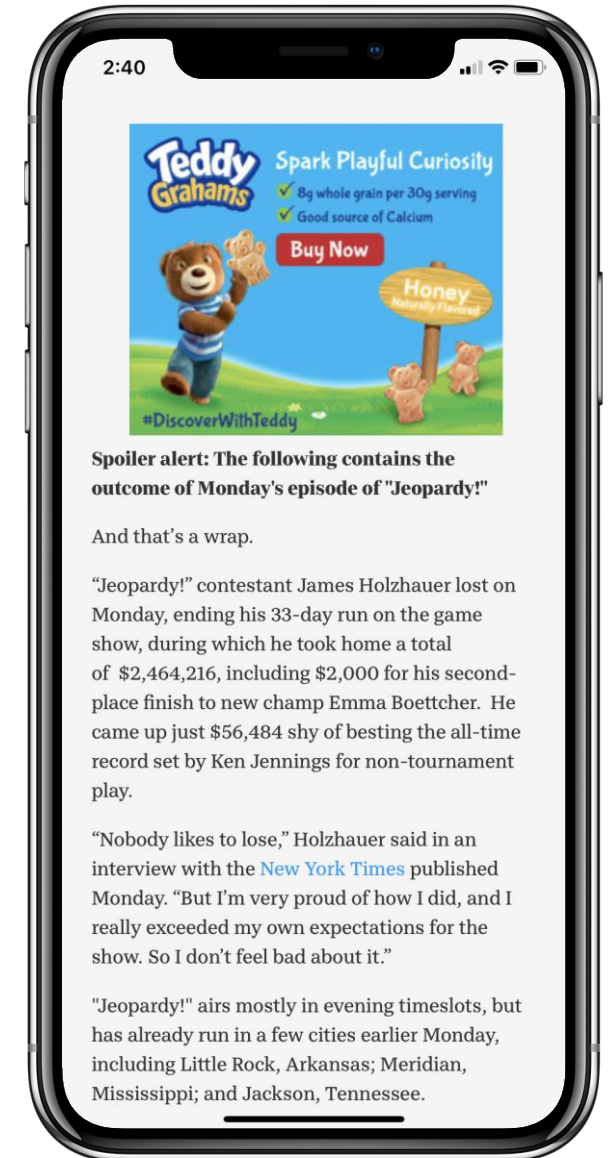 2:40
Teddy
Grahams
Spark Playful Curiosity
8g whole grain per 30g serving
Good source of Calcium
Buy Now
Honey
Naturally Flavored
#DiscoverWithTeddy
Spoiler alert: The following contains the
outcome of Monday's episode of "Jeopardy!"
And that’s a wrap.
“Jeopardy!” contestant James Holzhauer lost on
Monday, ending his 33-day run on the game
show, during which he took home a total
of $2,464,216, including $2,000 for his second-
place finish to new champ Emma Boettcher. He
came up just $56,484 shy of besting the all-time
record set by Ken Jennings for non-tournament
play.
“Nobody likes to lose,” Holzhauer said in an
interview with the New York Times published
Monday. “But I’m very proud of how I did, and I
really exceeded my own expectations for the
show. So I don’t feel bad about it.”
"Jeopardy!" airs mostly in evening timeslots, but
has already run in a few cities earlier Monday,
including Little Rock, Arkansas; Meridian,
Mississippi; and Jackson, Tennessee.